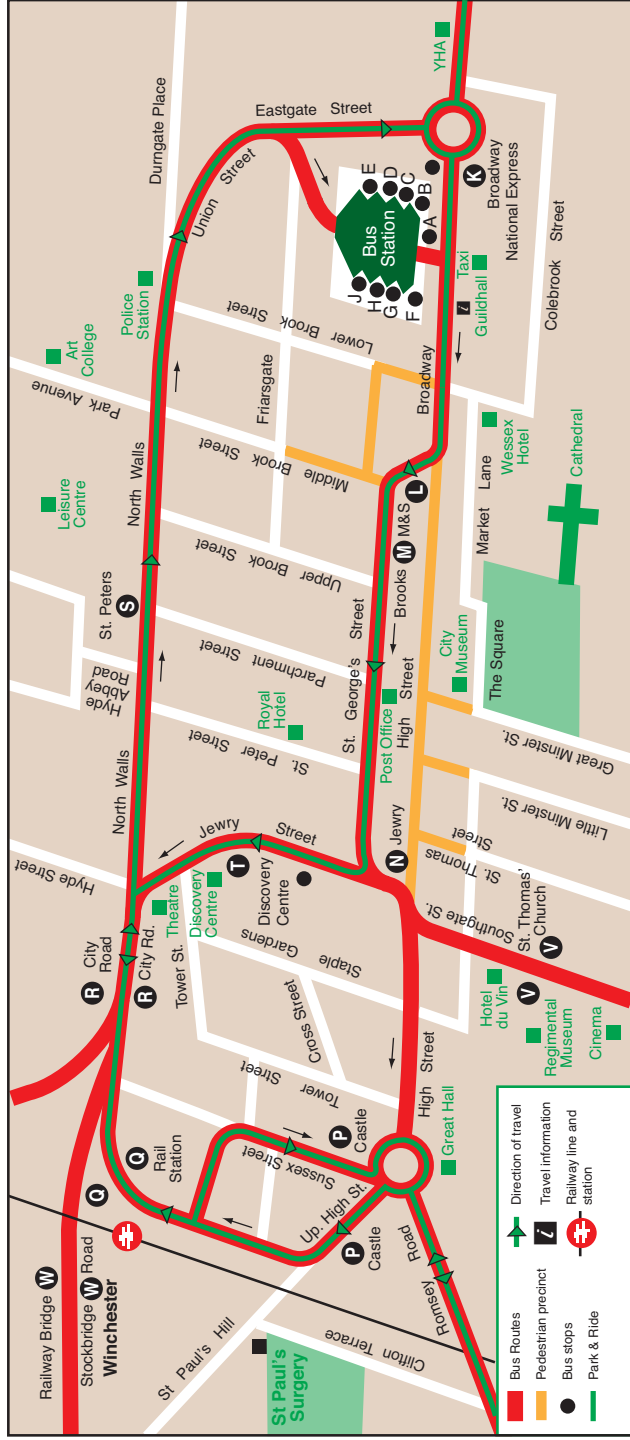 Railway Bridge W
Stockbridge W Road
Winchester
St Paul's Hill
St Paul's
Surgery
Clifton Terrace
Q
Q
Rail
Station
R
City
Road
R
City Rd.
Tower St.
Hyde Street
North Walls
Theatre
Discovery
Centre
T
Jewry
Street
Discovery
Centre
Staple
Gardens
Cross Street
Tower
Street
Sussex Street
P
Castle
Up. High St.
P
Castle
Romsey
Road
Great Hall
High
Street
N
Jewry
Southgate St.
St. Thomas'
Church
V
V
Hotel
du Vin
Regimental
Museum
Cinema
St. Thomas
Street
Little Minster St.
Great Minster St.
Hyde
Abbey
Road
St. Peters
S
St.
Peter
Street
Royal
Hotel
Parchment
Street
St.
George's
Street
Post Office
High
Street
City
Museum
The Square
Upper
Brook
Street
Brooks
M
M&S
L
Market
Lane
Cathedral
Wessex
Hotel
North Walls
Leisure
Centre
Art
College
Park Avenue
Middle
Brook
Street
Friarsgate
Police
Station
Lower
Brook
Street
Broadway
Union
Street
Durngate Place
Eastgate
Street
Bus
Station
J
H
G
F
E
D
C
B
A
i
Guildhall
Taxi
K
Broadway
National Express
Colebrook
Street
YHA
Bus Routes
Pedestrian precinct
Bus stops
Park & Ride
Direction of travel
i
Travel information
Railway line and
station